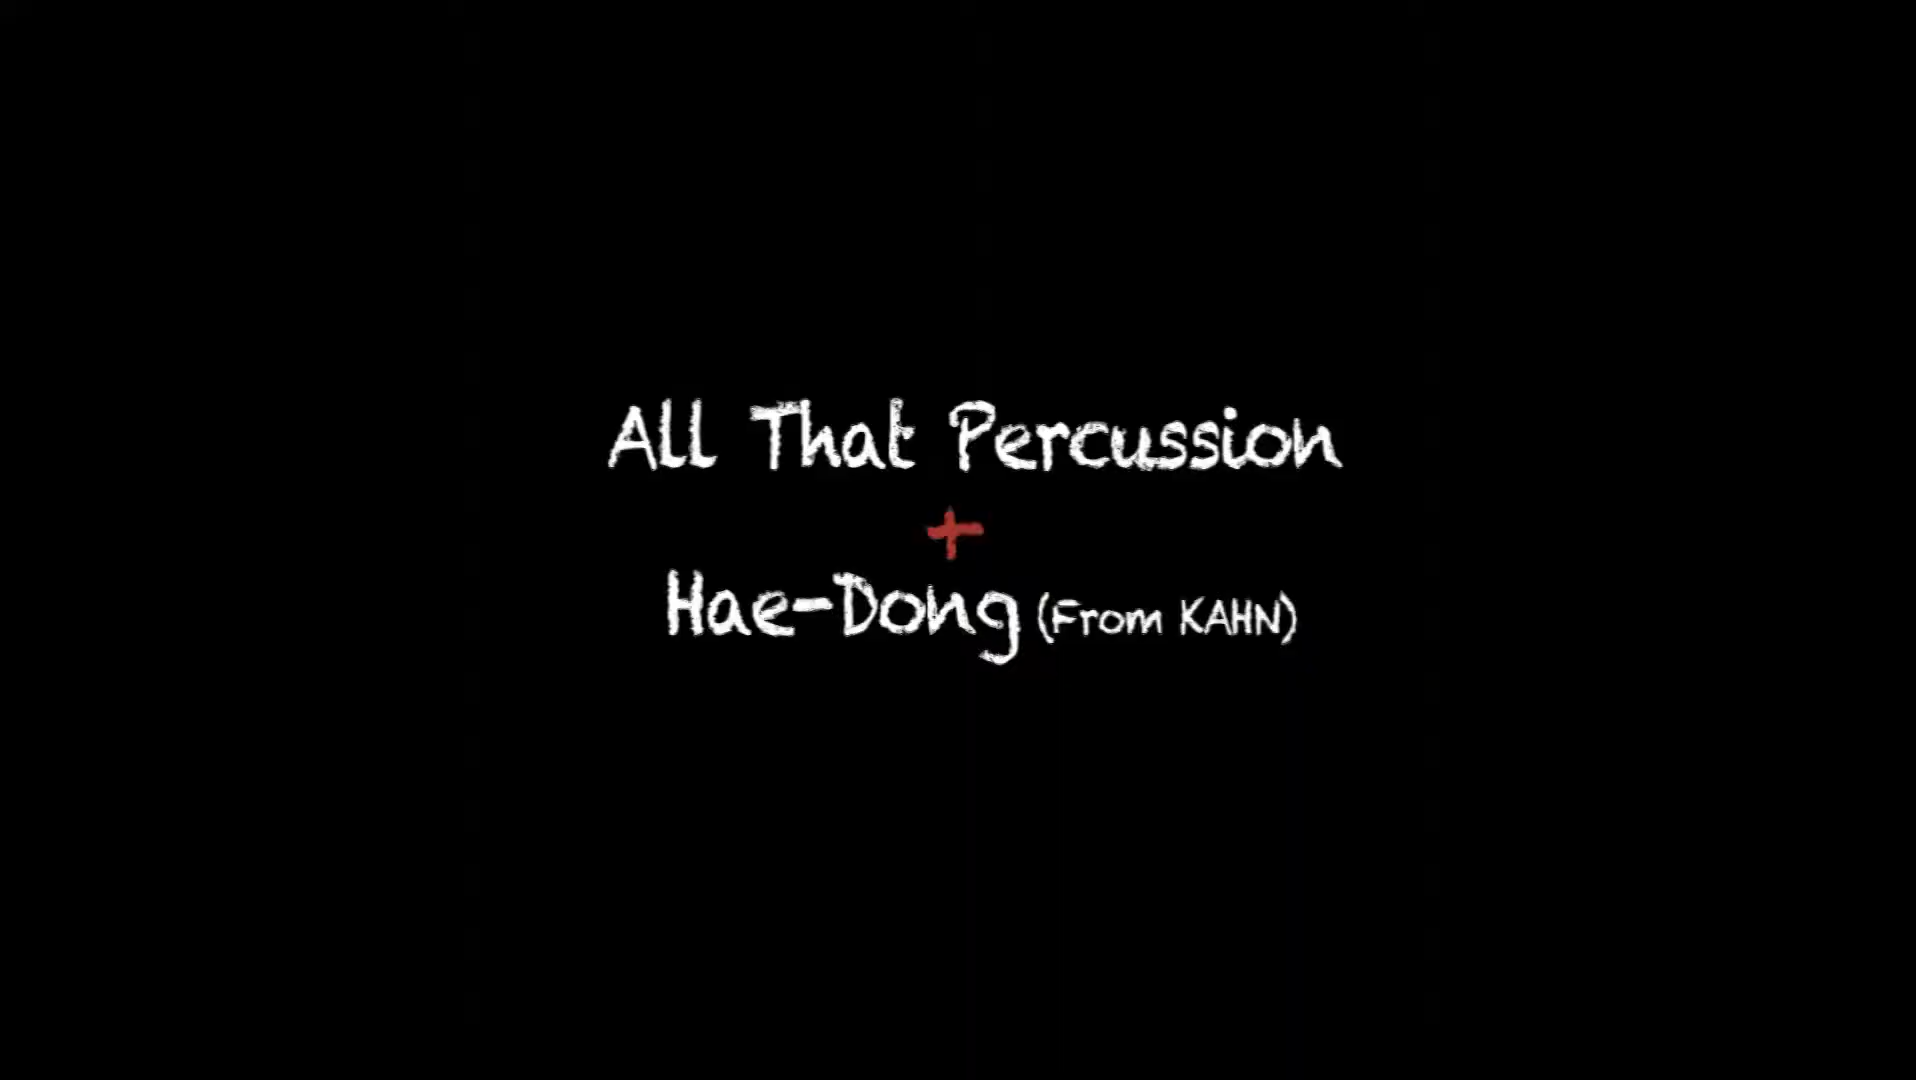 All That Percussion
+
Hae-Dong (From KAHN)